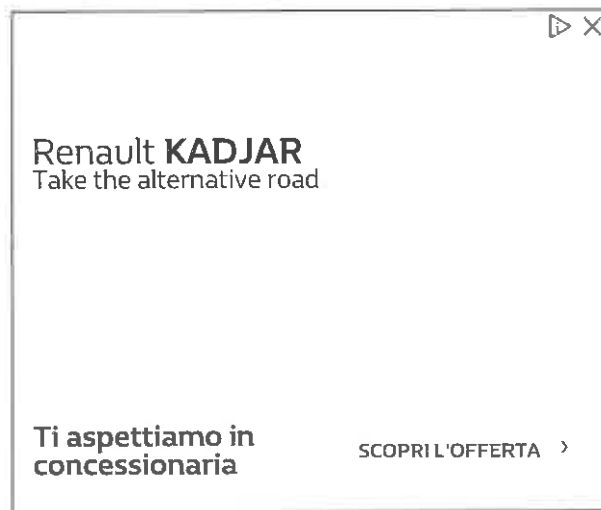 Renault KADJAR
Take the alternative road
Ti aspettiamo in
concessionaria
SCOPRI L'OFFERTA